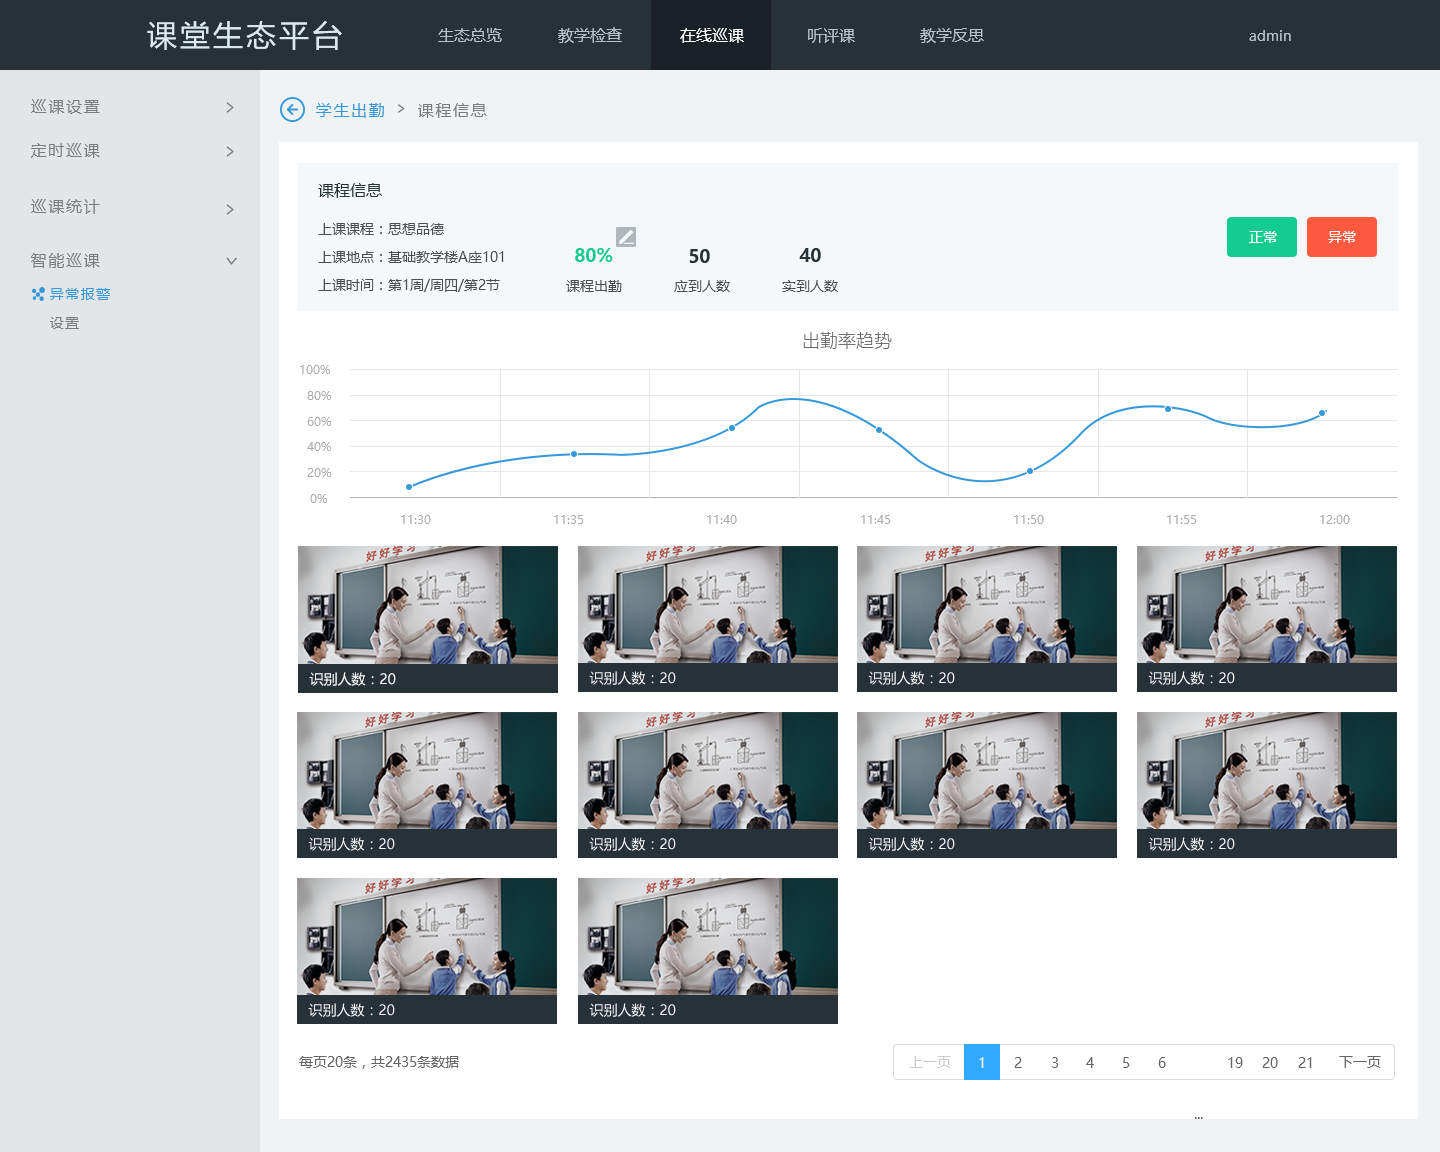 课堂生态平台
生态总览 教学检查 在线巡课 听评课 教学反思 admin
巡课设置
定时巡课
巡课统计
智能巡课
异常报警
设置
学生出勤 > 课程信息
课程信息
上课课程：思想品德
上课地点：基础教学楼A座101
上课时间：第1周/周四/第2节
80%
课程出勤
50
应到人数
40
实到人数
正常 异常
出勤率趋势
100%
80%
60%
40%
20%
0%
11:30 11:35 11:40 11:45 11:50 11:55 12:00
好好学习 好好学习 好好学习 好好学习
识别人数：20 识别人数：20 识别人数：20 识别人数：20
好好学习 好好学习 好好学习 好好学习
识别人数：20 识别人数：20 识别人数：20 识别人数：20
好好学习 好好学习
识别人数：20 识别人数：20
每页20条，共2435条数据
上一页 1 2 3 4 5 6 19 20 21 下一页
...